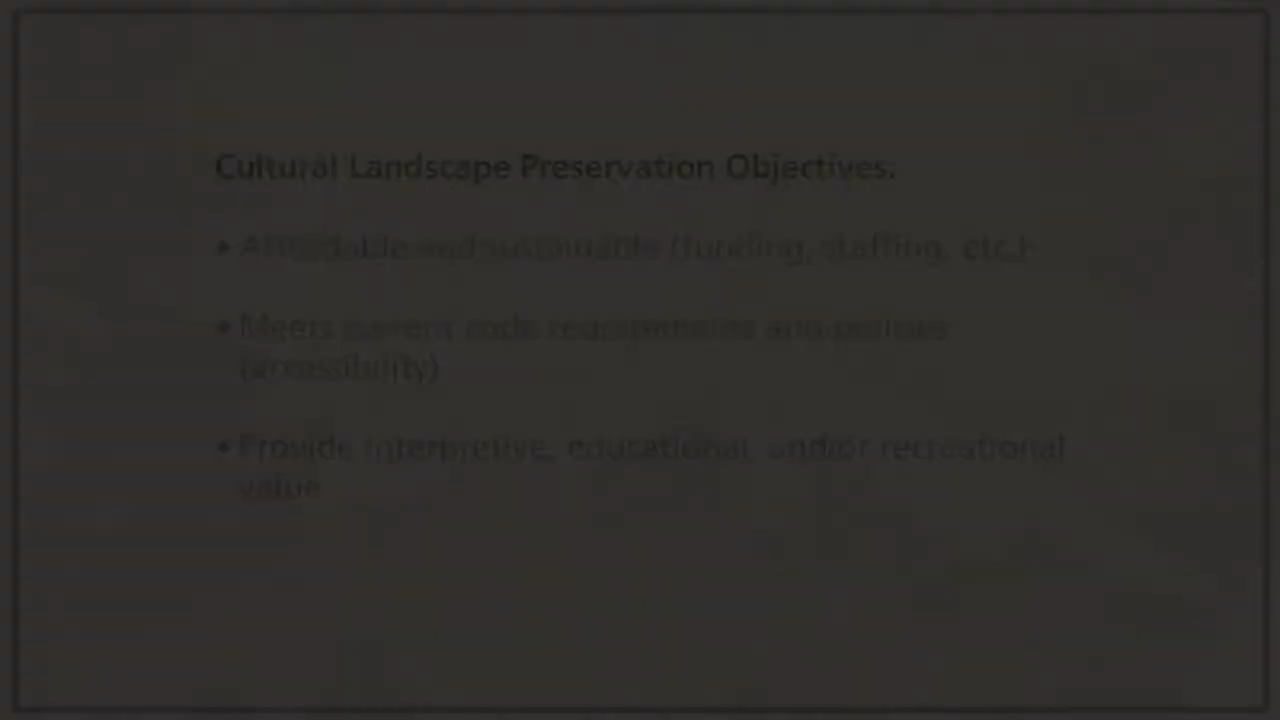 Cultural Landscape Preservation Objectives:
• Affordable and sustainable (funding, staffing, etc.)
• Meets current code requirements and policies
(accessibility)
• Provide interpretive, educational, and/or recreational
value